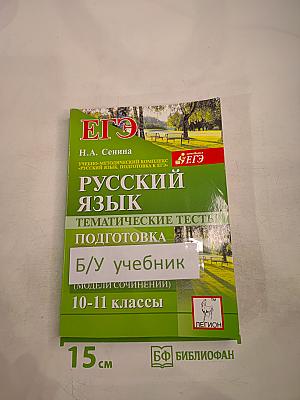 ЕГЭ
Н.А. Сенина
ЕГЭ
УЧЕБНО-МЕТОДИЧЕСКИЙ КОМПЛЕКС
«РУССКИЙ ЯЗЫК. ПОДГОТОВКА К ЕГЭ»
РУССКИЙ
ЯЗЫК
ТЕМАТИЧЕСКИЕ ТЕСТЫ
ПОДГОТОВКА
Б/У учебник
(МОДЕЛИ СОЧИНЕНИЙ)
10-11 классы
ЛЕГИОН
15 см
БФ БИБЛИОФАН